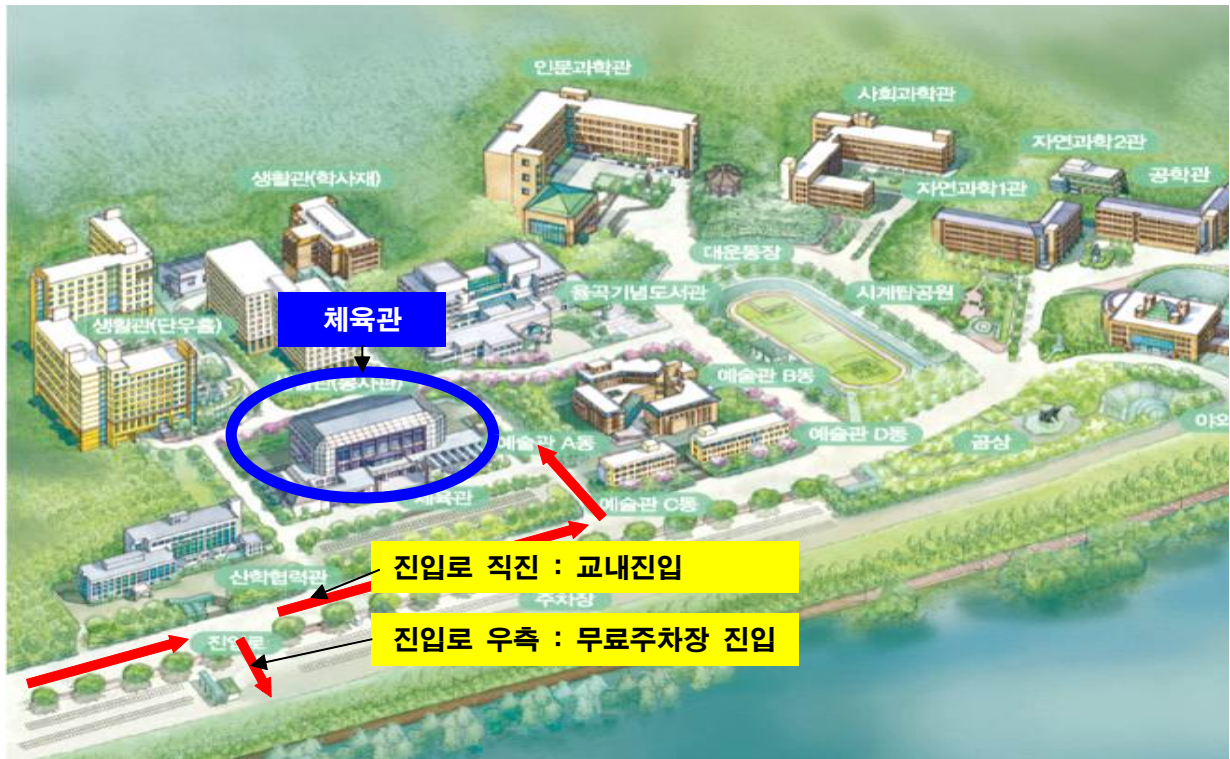 인문과학관
사회과학관
자연과학2관
공학관
생활관(학사재)
자연과학1관
대운동장
율곡기념도서관
시계탑공원
체육관
생활관(단우홀)
예술관 B동
예술관 A동
예술관 D동
곰상
체육관
예술관 C동
진입로 직진 : 교내진입
산학협력관
주차장
진입로 우측 : 무료주차장 진입
진입로